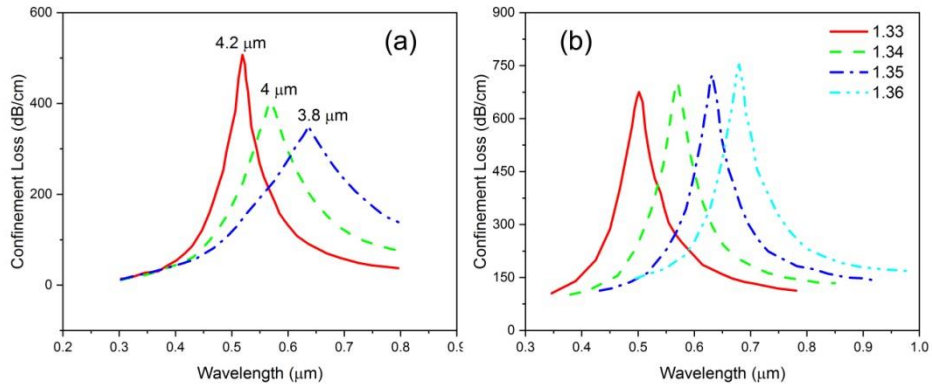 600
400
200
0
Confinement Loss (dB/cm)
4.2 μm
4 μm
3.8 μm
(a)
0.2 0.3 0.4 0.5 0.6 0.7 0.8
Wavelength (μm)
900
750
600
450
300
150
0
Confinement Loss (dB/cm)
(b)
1.33
1.34
1.35
1.36
0.3 0.4 0.5 0.6 0.7 0.8 0.9 1.0
Wavelength (μm)